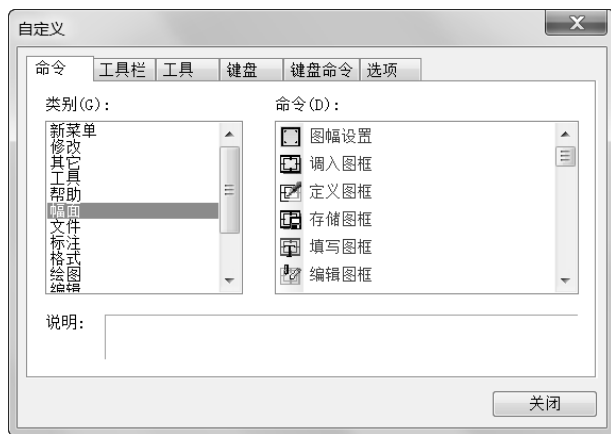 自定义
命令 工具栏 工具 键盘 键盘命令 选项
类别(G):
命令(D):
新菜单
修改
其它
工具
帮助
幅面
文件
标注
格式
绘图
编辑
图幅设置
调入图框
定义图框
存储图框
填写图框
编辑图框
说明:
关闭